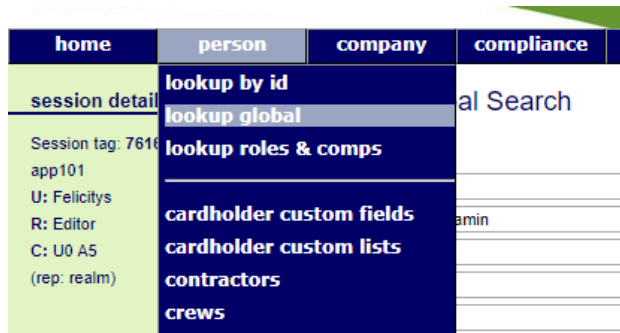 home person company compliance
session detail
Session tag: 7616
app101
U: Felicitys
R: Editor
C: U0 A5
(rep: realm)
lookup by id
lookup global
lookup roles & comps
cardholder custom fields
cardholder custom lists
contractors
crews
al Search
amin